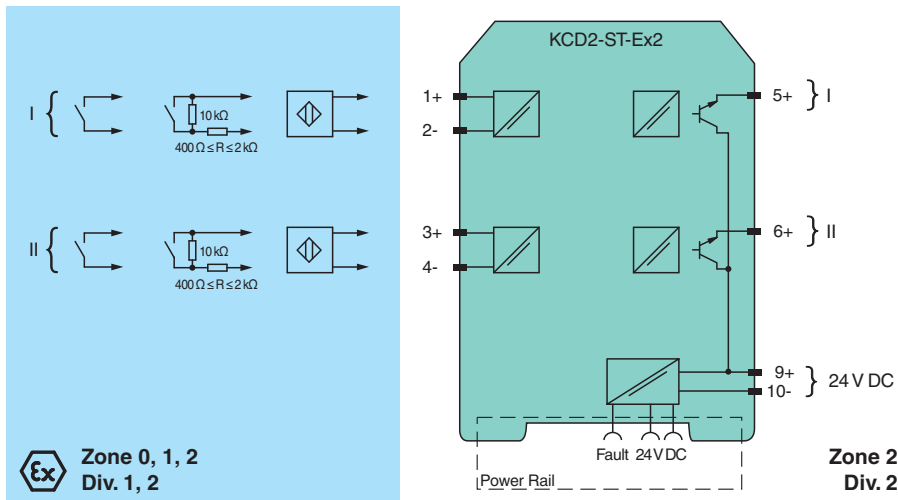 KCD2-ST-Ex2
I
10 kΩ
400 Ω ≤ R ≤ 2 kΩ
1+
2-
5+
I
II
10 kΩ
400 Ω ≤ R ≤ 2 kΩ
3+
4-
6+
II
9+
10-
24 V DC
Fault 24 V DC
Power Rail
Ex
Zone 0, 1, 2
Div. 1, 2
Zone 2
Div. 2